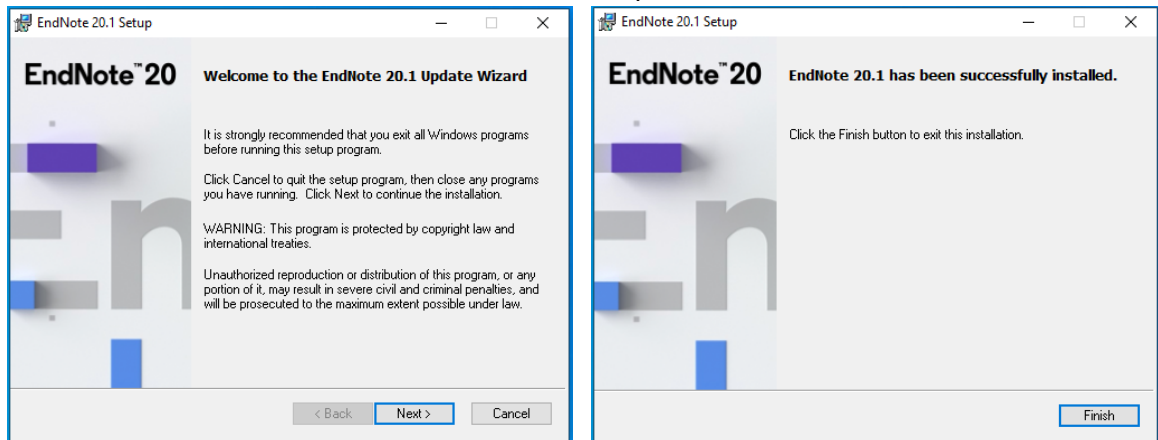 EndNote 20.1 Setup
EndNote™20
Welcome to the EndNote 20.1 Update Wizard
It is strongly recommended that you exit all Windows programs
before running this setup program.
Click Cancel to quit the setup program, then close any programs
you have running. Click Next to continue the installation.
WARNING: This program is protected by copyright law and
international treaties.
Unauthorized reproduction or distribution of this program, or any
portion of it, may result in severe civil and criminal penalties, and
will be prosecuted to the maximum extent possible under law.
< Back
Next >
Cancel
EndNote 20.1 Setup
EndNote™20
EndNote 20.1 has been successfully installed.
Click the Finish button to exit this installation.
Finish